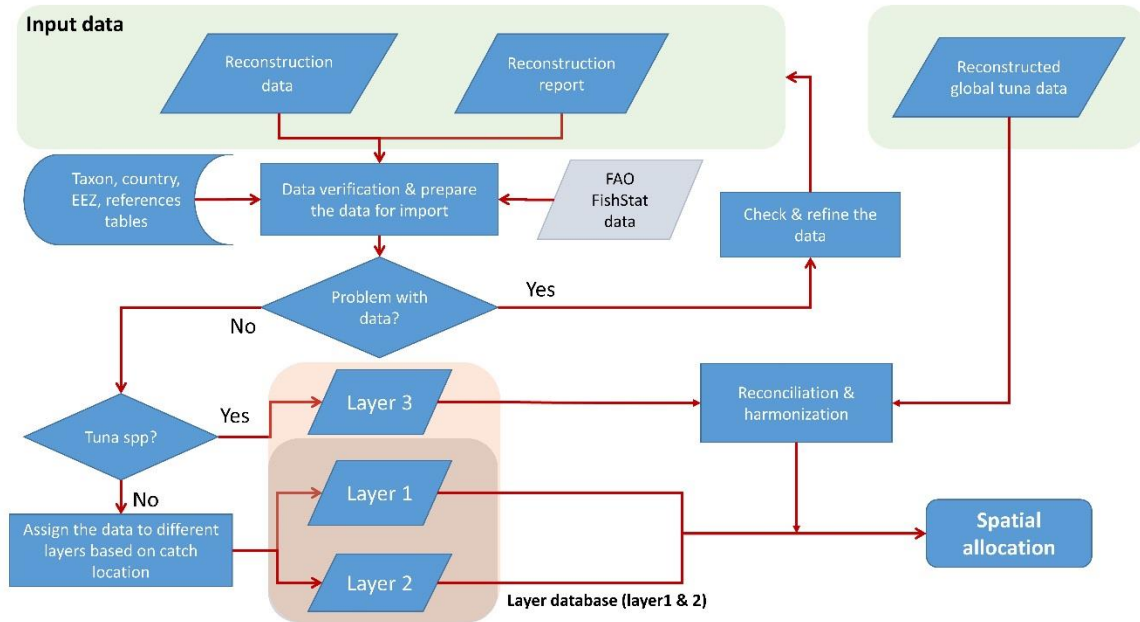 Input data
Reconstruction
data
Reconstruction
report
Reconstructed
global tuna data
Taxon, country,
EEZ, references
tables
Data verification & prepare
the data for import
FAO
FishStat
data
Check & refine the
data
Problem with
data?
Yes
No
Tuna spp?
Yes
Layer 3
Reconciliation &
harmonization
No
Layer 1
Assign the data to different
layers based on catch
location
Layer 2
Spatial
allocation
Layer database (layer1 & 2)